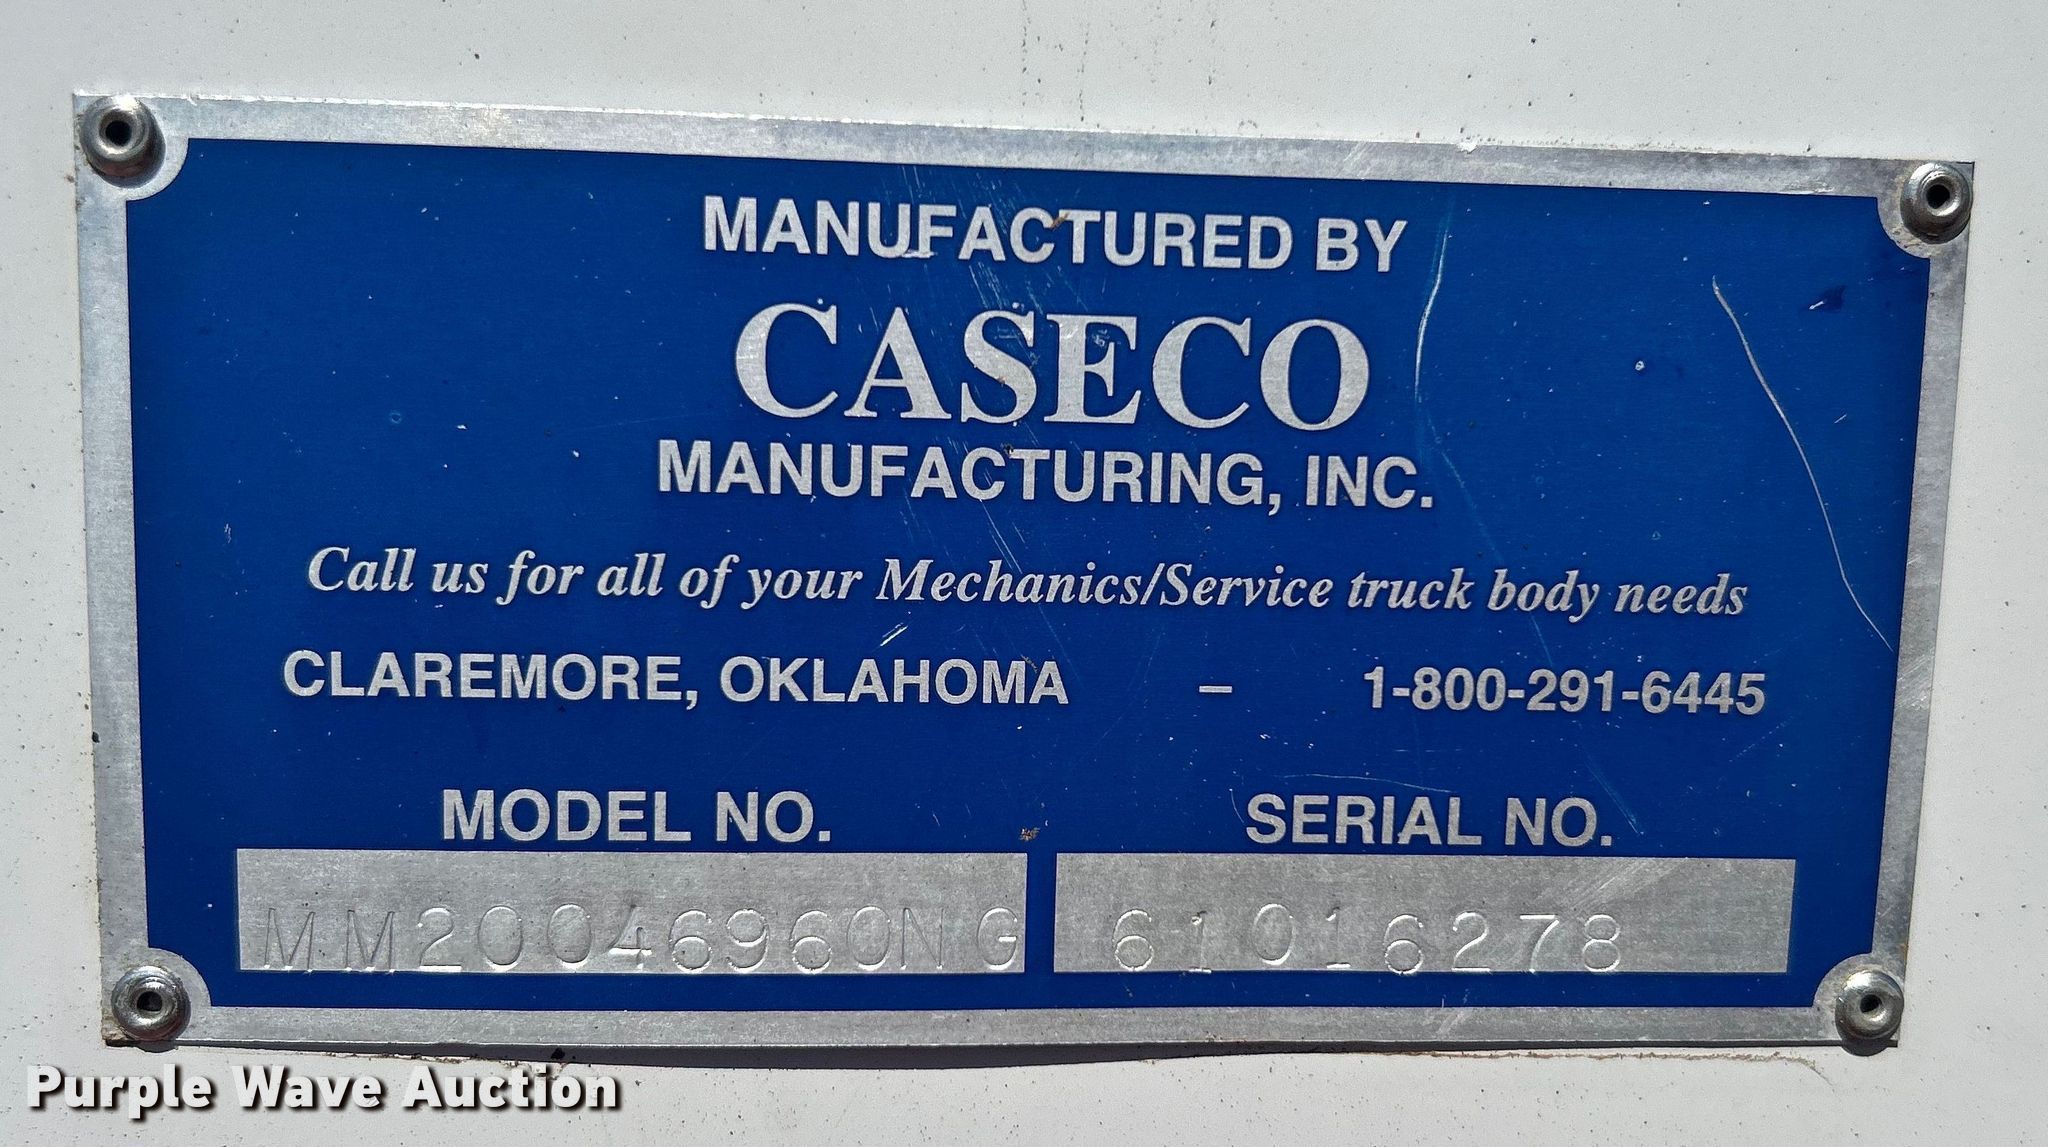 MANUFACTURED BY
CASECO
MANUFACTURING, INC.
Call us for all of your Mechanics/Service truck body needs
CLAREMORE, OKLAHOMA – 1-800-291-6445
MODEL NO. SERIAL NO.
MM20046960NG 61016278
Purple Wave Auction